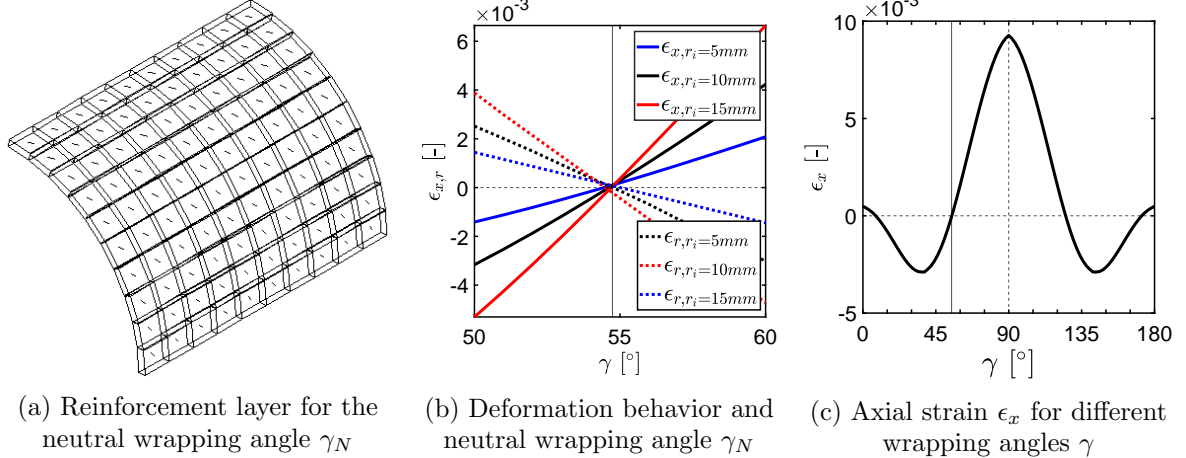 ×10⁻³
6
4
2
0
-2
-4
50
55
60
ϵₓ,ᵣ [-]
γ [°]
ϵ_{x,r_i=5mm}
ϵ_{x,r_i=10mm}
ϵ_{x,r_i=15mm}
ϵ_{r,r_i=5mm}
ϵ_{r,r_i=10mm}
ϵ_{r,r_i=15mm}
10 ×10⁻³
5
0
-5
0
45
90
135
180
ϵₓ [-]
γ [°]
(a) Reinforcement layer for the
neutral wrapping angle γ_N
(b) Deformation behavior and
neutral wrapping angle γ_N
(c) Axial strain ϵₓ for different
wrapping angles γ